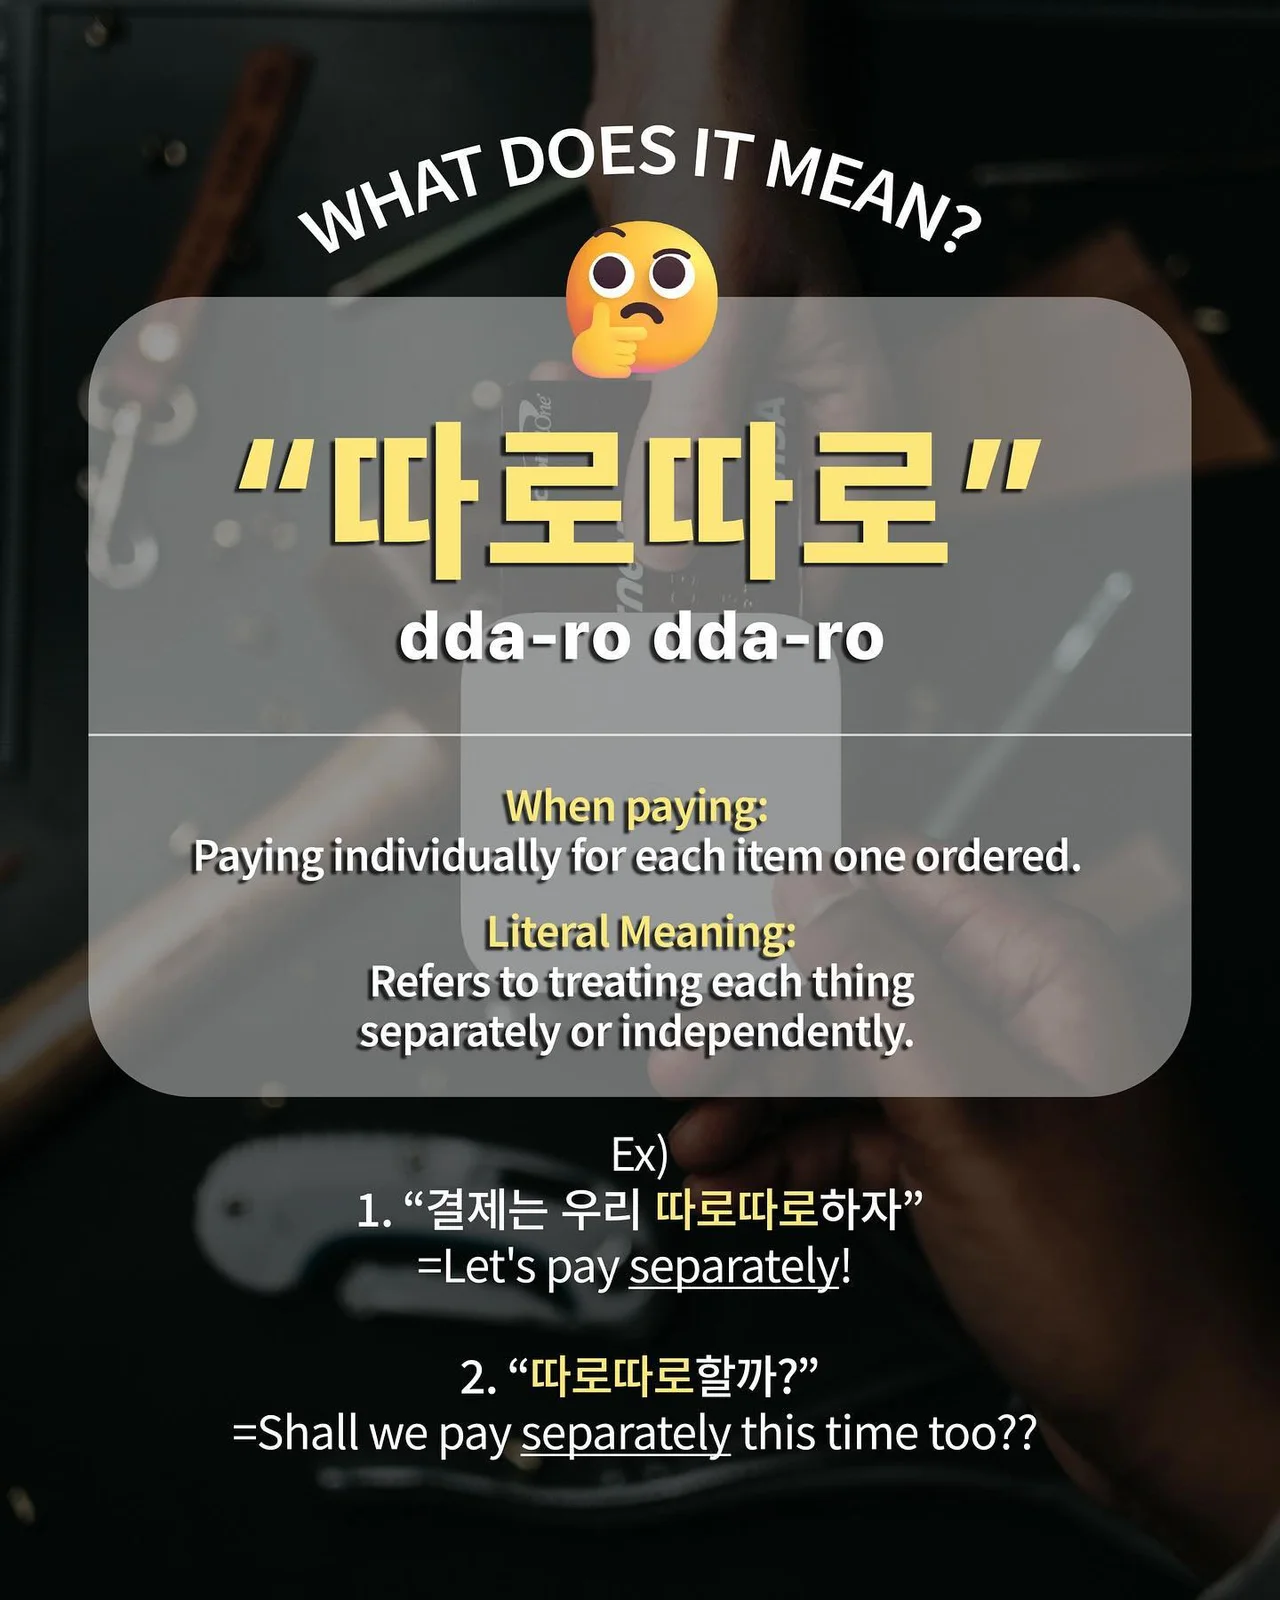 WHAT DOES IT MEAN?
“따로따로”
dda-ro dda-ro
When paying:
Paying individually for each item one ordered.
Literal Meaning:
Refers to treating each thing
separately or independently.
Ex)
1. “결제는 우리 따로따로하자”
=Let's pay separately!
2. “따로따로할까?”
=Shall we pay separately this time too??